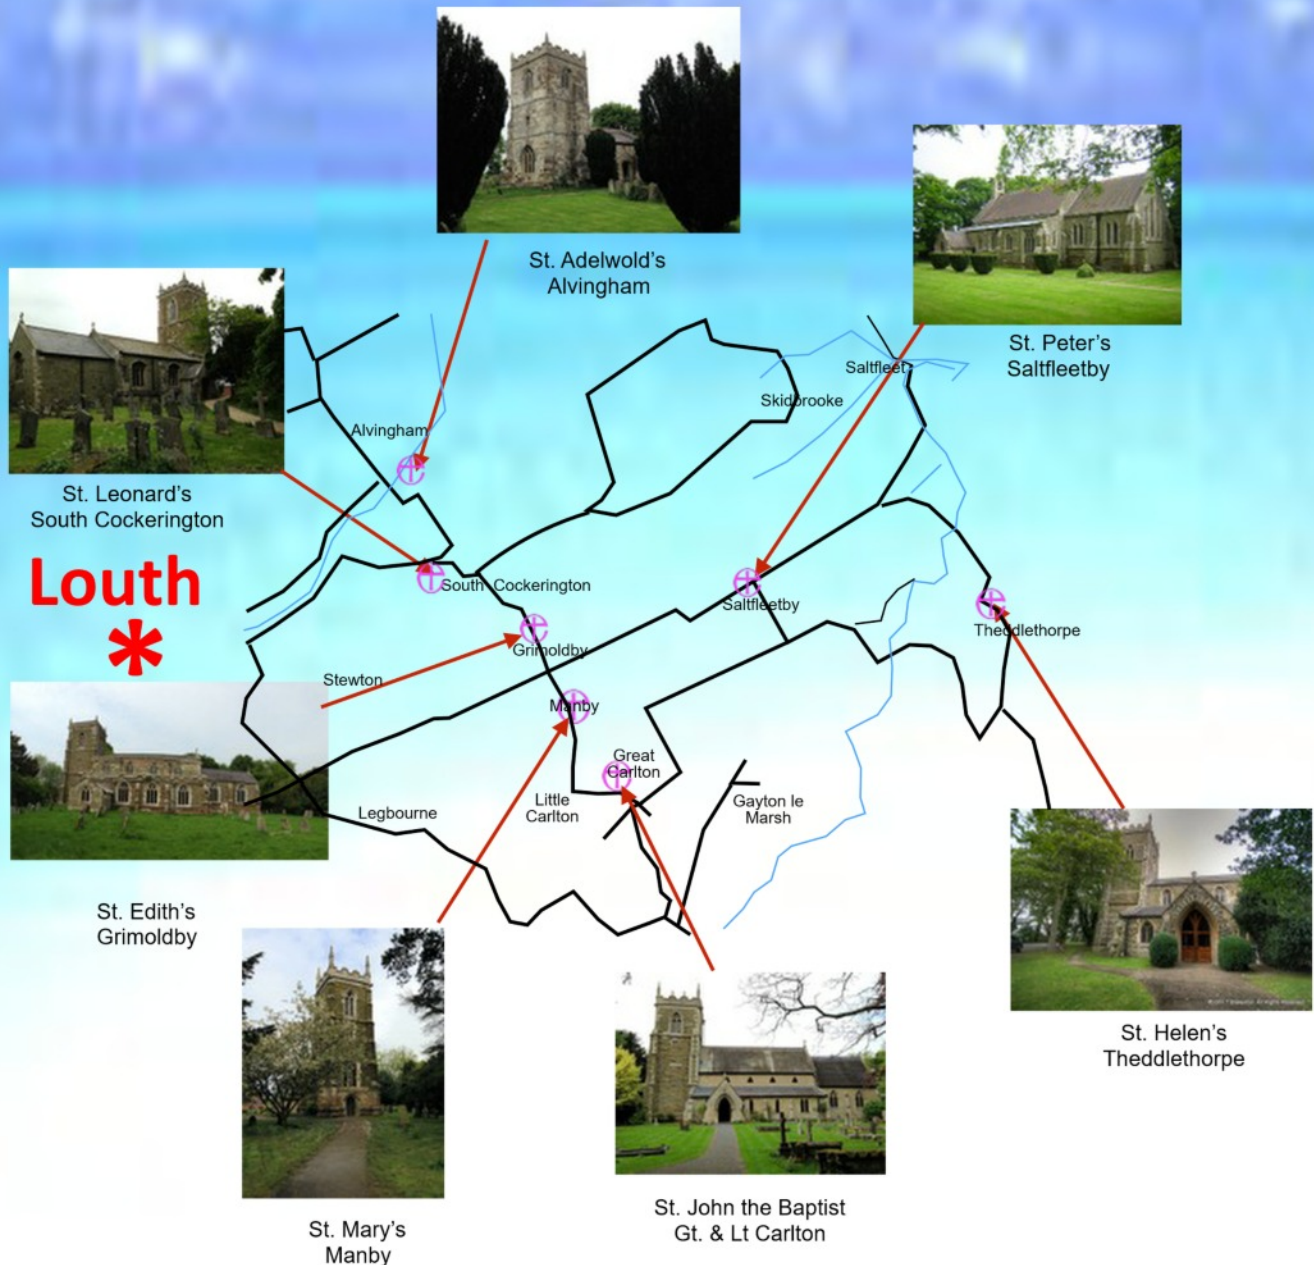 St. Adelwold's
Alvingham
St. Peter's
Saltfleetby
St. Leonard's
South Cockerington
Alvingham
Saltfleet
Skidbrooke
Louth
*
South Cockerington
Saltfleetby
Theddlethorpe
Grimoldby
Stewton
Manby
Great
Carlton
Little
Carlton
Gayton le
Marsh
Legbourne
St. Edith's
Grimoldby
St. Helen's
Theddlethorpe
St. John the Baptist
Gt. & Lt Carlton
St. Mary's
Manby